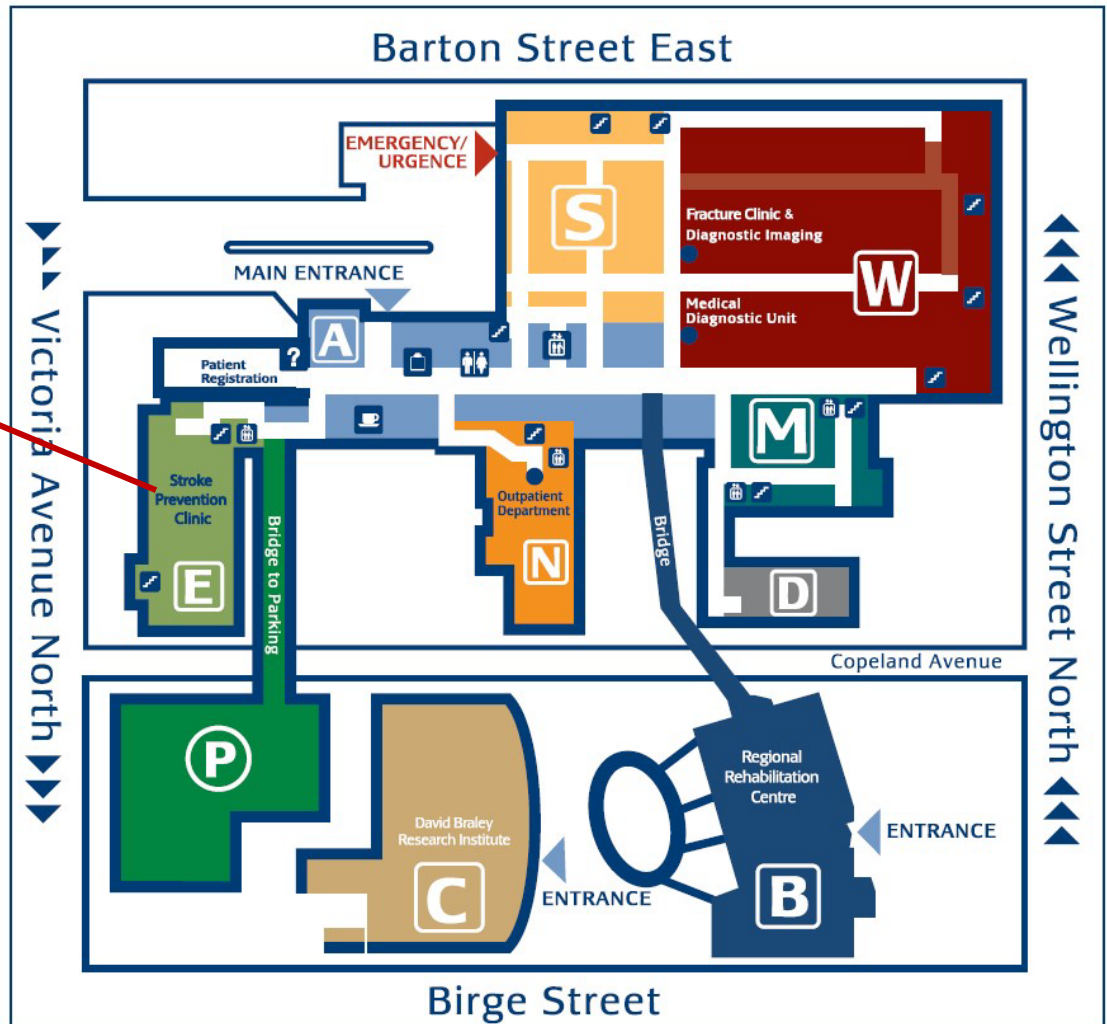 Barton Street East
EMERGENCY/
URGENCE
S
Fracture Clinic &
Diagnostic Imaging
W
MAIN ENTRANCE
Medical
Diagnostic Unit
A
?
Patient
Registration
M
Stroke
Prevention
Clinic
E
Bridge to Parking
Outpatient
Department
N
Bridge
D
Victoria Avenue North
Wellington Street North
Copeland Avenue
P
David Braley
Research Institute
C
ENTRANCE
Regional
Rehabilitation
Centre
B
ENTRANCE
Birge Street